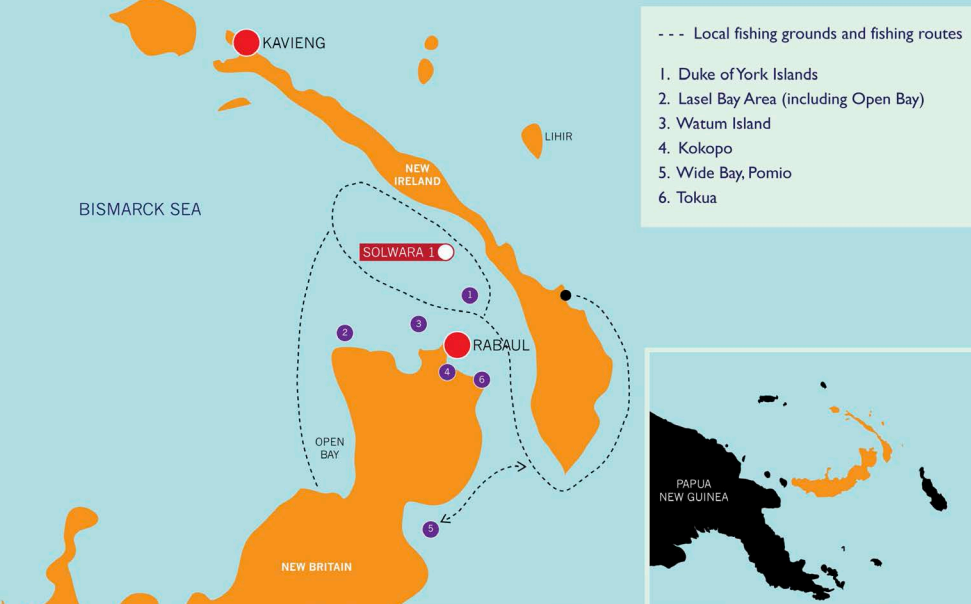 KAVIENG
LIHIR
NEW
IRELAND
BISMARCK SEA
SOLWARA 1
1
2
3
RABAUL
4
6
OPEN
BAY
5
NEW BRITAIN
- - - Local fishing grounds and fishing routes
1. Duke of York Islands
2. Lasel Bay Area (including Open Bay)
3. Watum Island
4. Kokopo
5. Wide Bay, Pomio
6. Tokua
PAPUA
NEW GUINEA